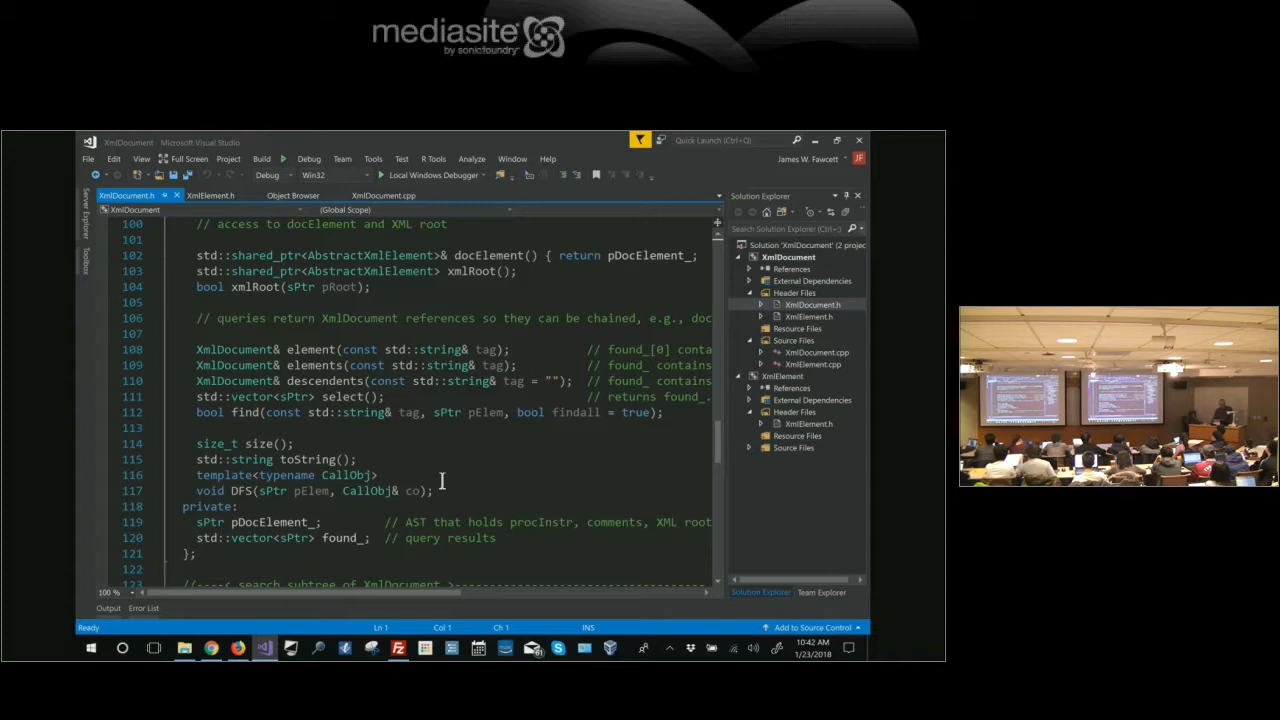 mediasite
by sonicfoundry
XmlDocument - Microsoft Visual Studio
Quick Launch (Ctrl+Q)
File Edit View Full Screen Project Build Debug Team Tools Test R Tools Analyze Window Help
James W. Fawcett JF
Debug Win32 Local Windows Debugger
Server Explorer
Toolbox
XmlDocument.h XmlElement.h Object Browser XmlDocument.cpp
XmlDocument (Global Scope)
100 // access to docElement and XML root
101
102 std::shared_ptr<AbstractXmlElement>& docElement() { return pDocElement_;
103 std::shared_ptr<AbstractXmlElement> xmlRoot();
104 bool xmlRoot(sPtr pRoot);
105
106 // queries return XmlDocument references so they can be chained, e.g., doc
107
108 XmlDocument& element(const std::string& tag); // found_[0] conta
109 XmlDocument& elements(const std::string& tag); // found_ contains
110 XmlDocument& descendents(const std::string& tag = ""); // found_ contains
111 std::vector<sPtr> select(); // returns found_.
112 bool find(const std::string& tag, sPtr pElem, bool findall = true);
113
114 size_t size();
115 std::string toString();
116 template<typename CallObj>
117 void DFS(sPtr pElem, CallObj& co);
118 private:
119 sPtr pDocElement_; // AST that holds procInstr, comments, XML root
120 std::vector<sPtr> found_; // query results
121 };
122
123 //----< search subtree of XmlDocument >------------------------------------
100 %
Output Error List
Solution Explorer
Search Solution Explorer (Ctrl+;)
Solution 'XmlDocument' (2 projec
XmlDocument
References
External Dependencies
Header Files
XmlDocument.h
XmlElement.h
Resource Files
Source Files
XmlDocument.cpp
XmlElement.cpp
XmlElement
References
External Dependencies
Header Files
XmlElement.h
Resource Files
Source Files
Solution Explorer Team Explorer
Ready Ln 1 Col 1 Ch 1 INS Add to Source Control
10:42 AM
1/23/2018